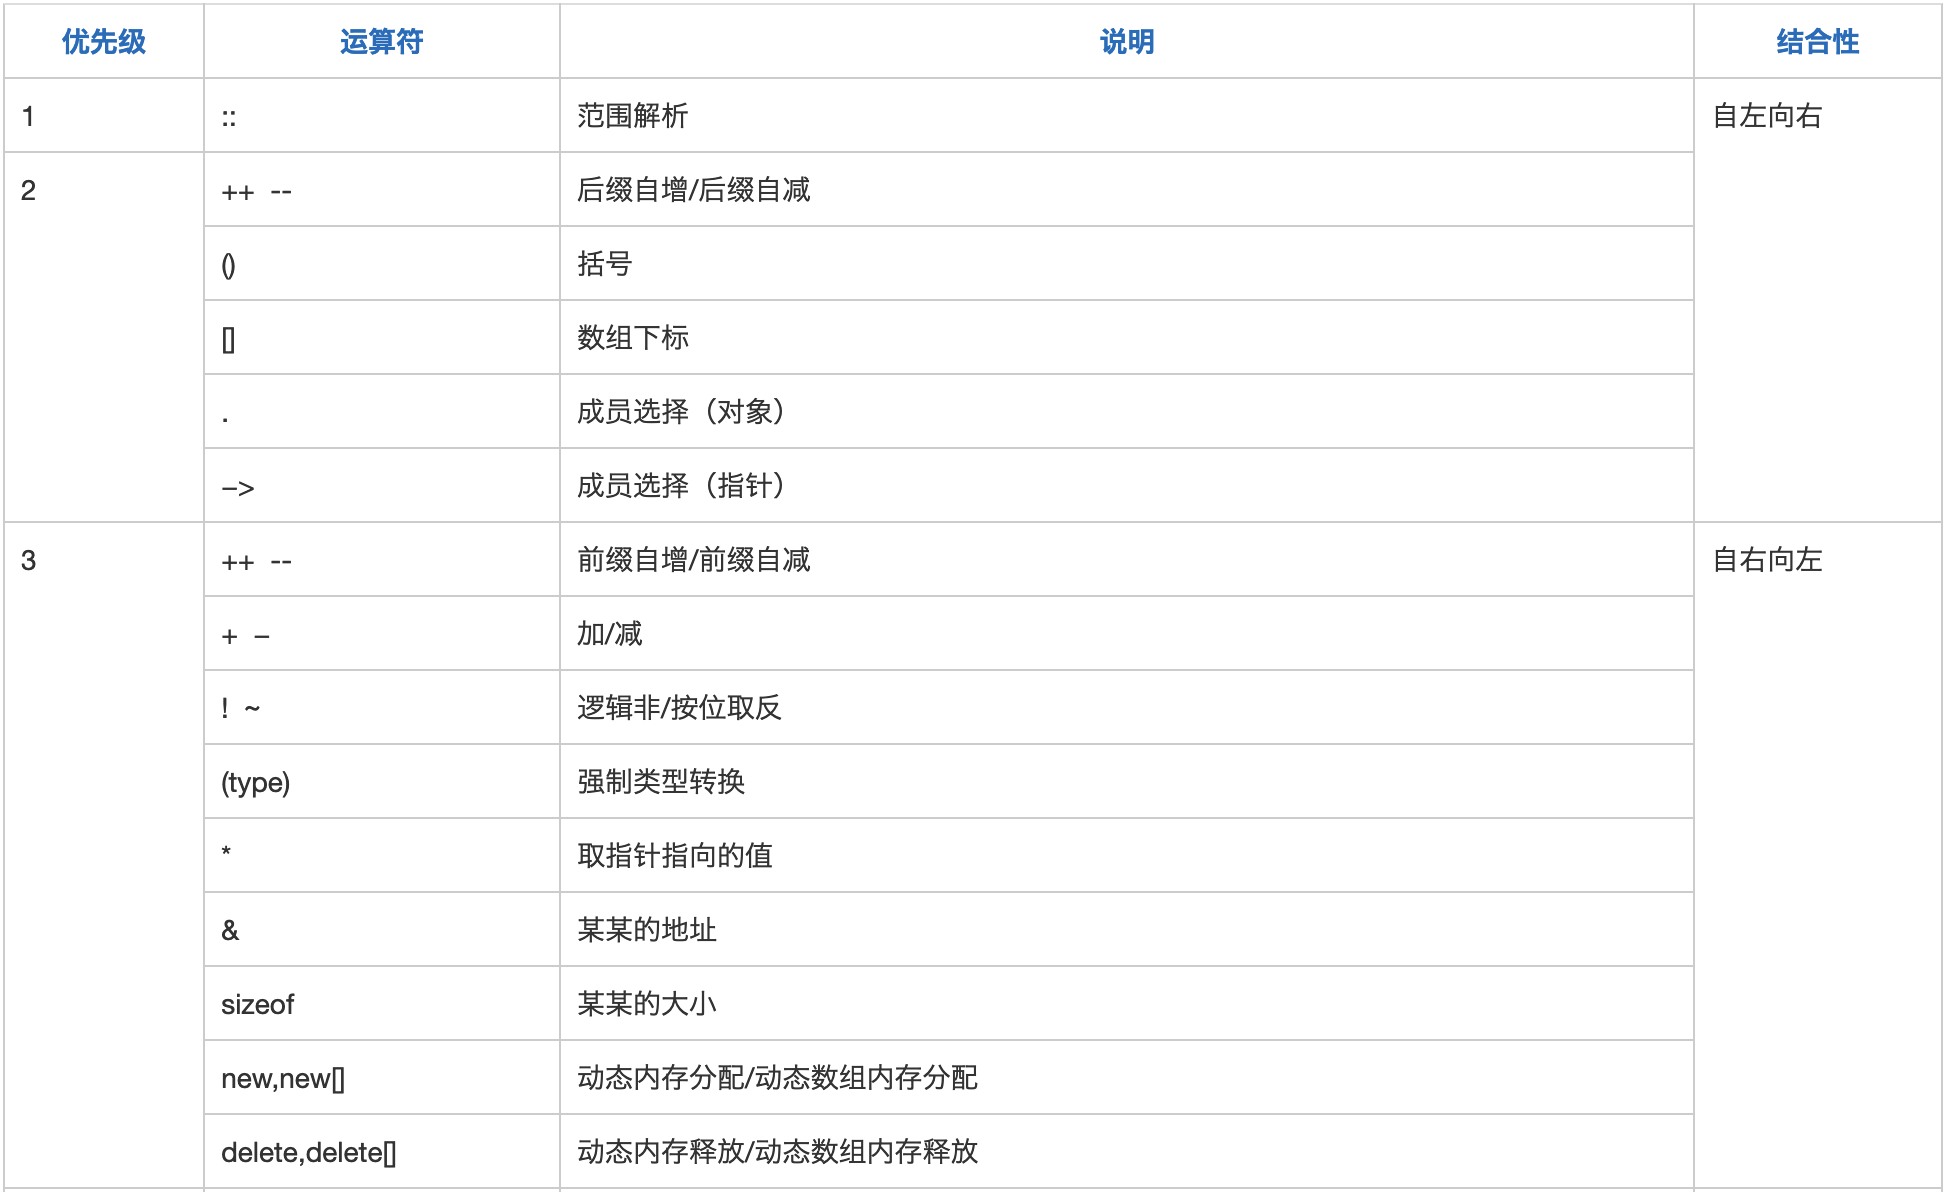 优先级 运算符 说明 结合性
1 :: 范围解析 自左向右
2 ++ -- 后缀自增/后缀自减
() 括号
[] 数组下标
. 成员选择（对象）
–> 成员选择（指针）
3 ++ -- 前缀自增/前缀自减 自右向左
+ – 加/减
! ~ 逻辑非/按位取反
(type) 强制类型转换
* 取指针指向的值
& 某某的地址
sizeof 某某的大小
new,new[] 动态内存分配/动态数组内存分配
delete,delete[] 动态内存释放/动态数组内存释放